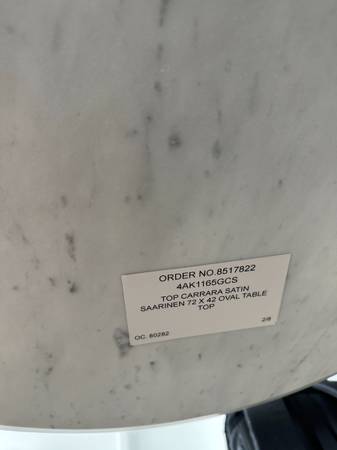 ORDER NO.8517822
4AK1165GCS
TOP CARRARA SATIN
SAARINEN 72 X 42 OVAL TABLE
TOP
2/8
OC. 80282